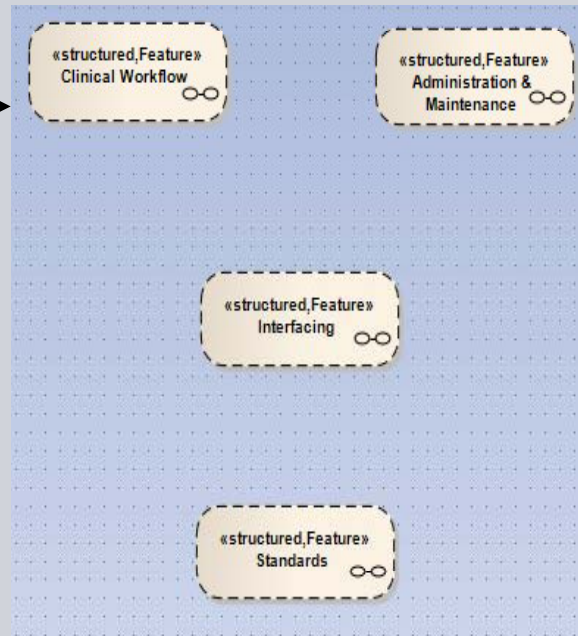 «structured,Feature»
Clinical Workflow
«structured,Feature»
Administration &
Maintenance
«structured,Feature»
Interfacing
«structured,Feature»
Standards